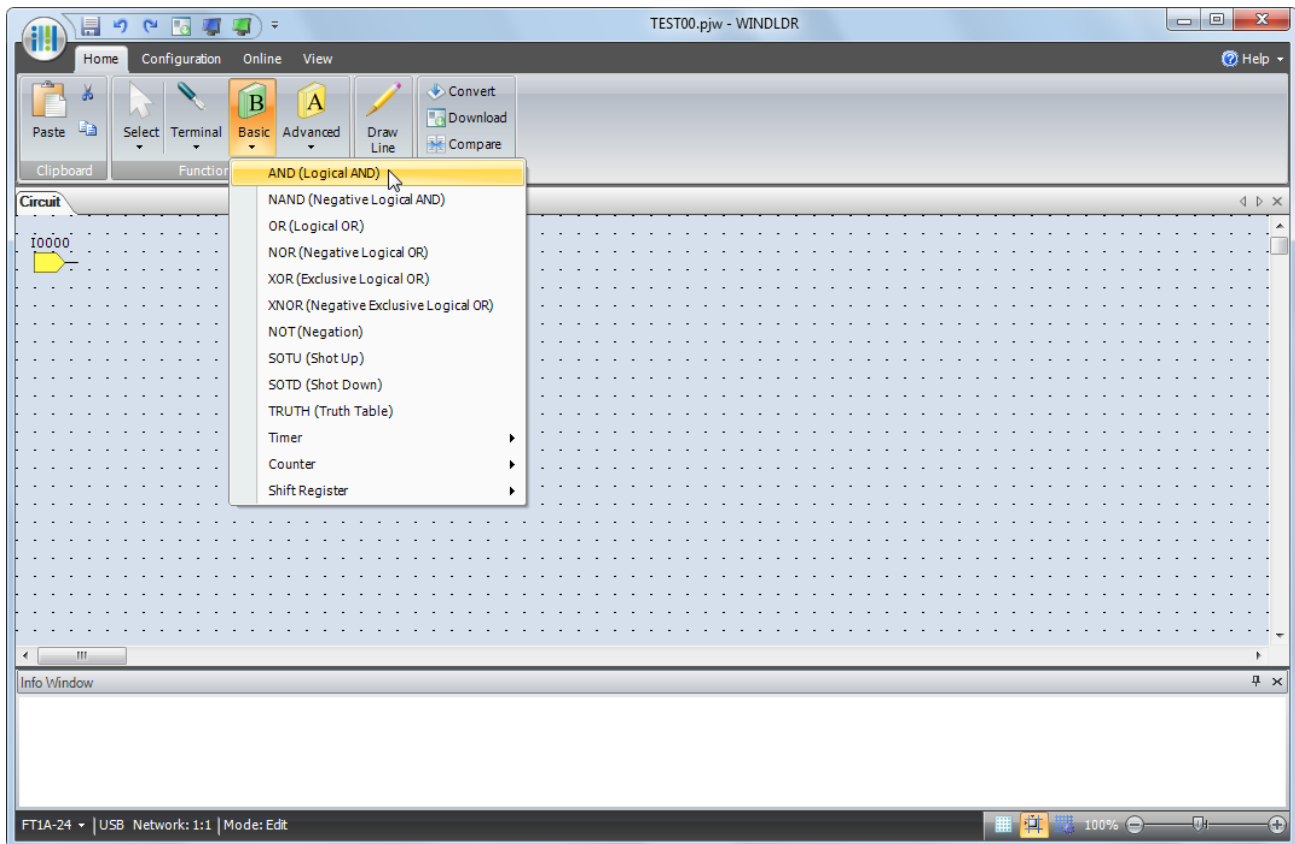 TEST00.pjw - WINDLDR
Home Configuration Online View Help
Paste Select Terminal Basic Advanced Draw Line Convert
Download
Compare
Clipboard Function
AND (Logical AND)
NAND (Negative Logical AND)
OR (Logical OR)
NOR (Negative Logical OR)
XOR (Exclusive Logical OR)
XNOR (Negative Exclusive Logical OR)
NOT (Negation)
SOTU (Shot Up)
SOTD (Shot Down)
TRUTH (Truth Table)
Timer
Counter
Shift Register
Circuit
I0000
Info Window
FT1A-24 USB Network: 1:1 Mode: Edit 100%